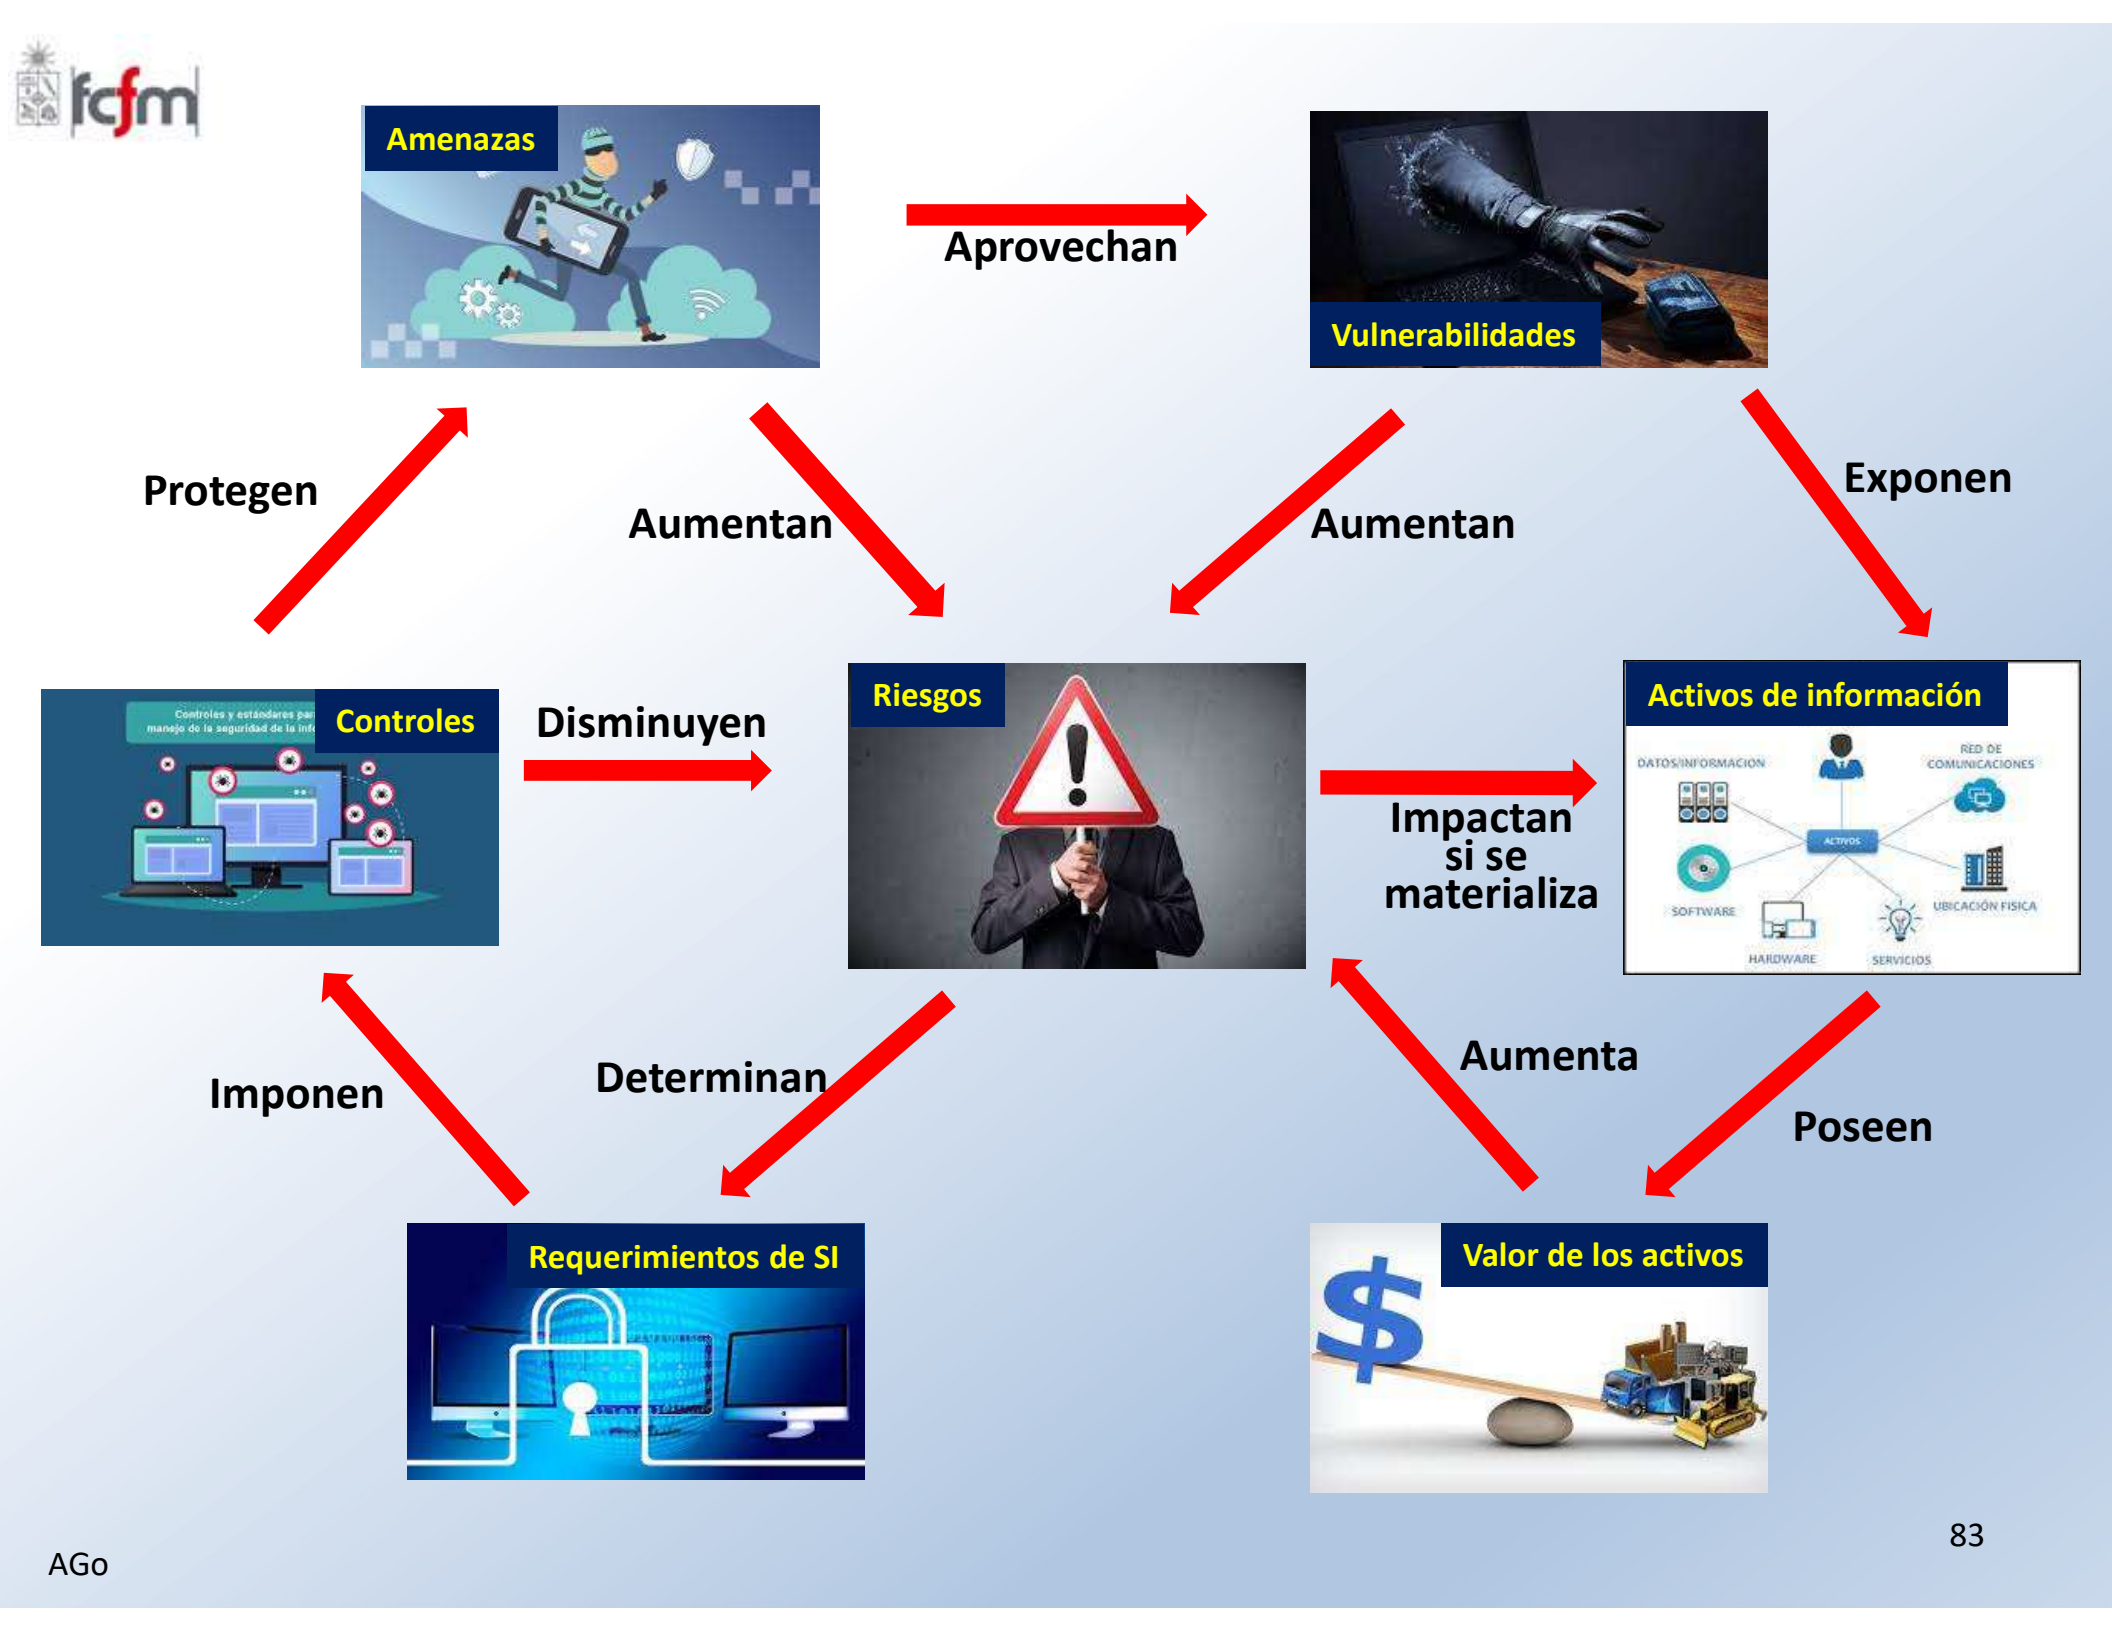 fcfm
Amenazas
Aprovechan
Vulnerabilidades
Protegen
Aumentan
Aumentan
Exponen
Controles y estándares par
manejo de la seguridad de la inf
Controles
Disminuyen
Riesgos
Impactan
si se
materializa
Activos de información
DATOS/INFORMACION
RED DE
COMUNICACIONES
ACTIVOS
SOFTWARE
UBICACIÓN FISICA
HARDWARE
SERVICIOS
Imponen
Determinan
Aumenta
Poseen
Requerimientos de SI
Valor de los activos
$
83
AGo